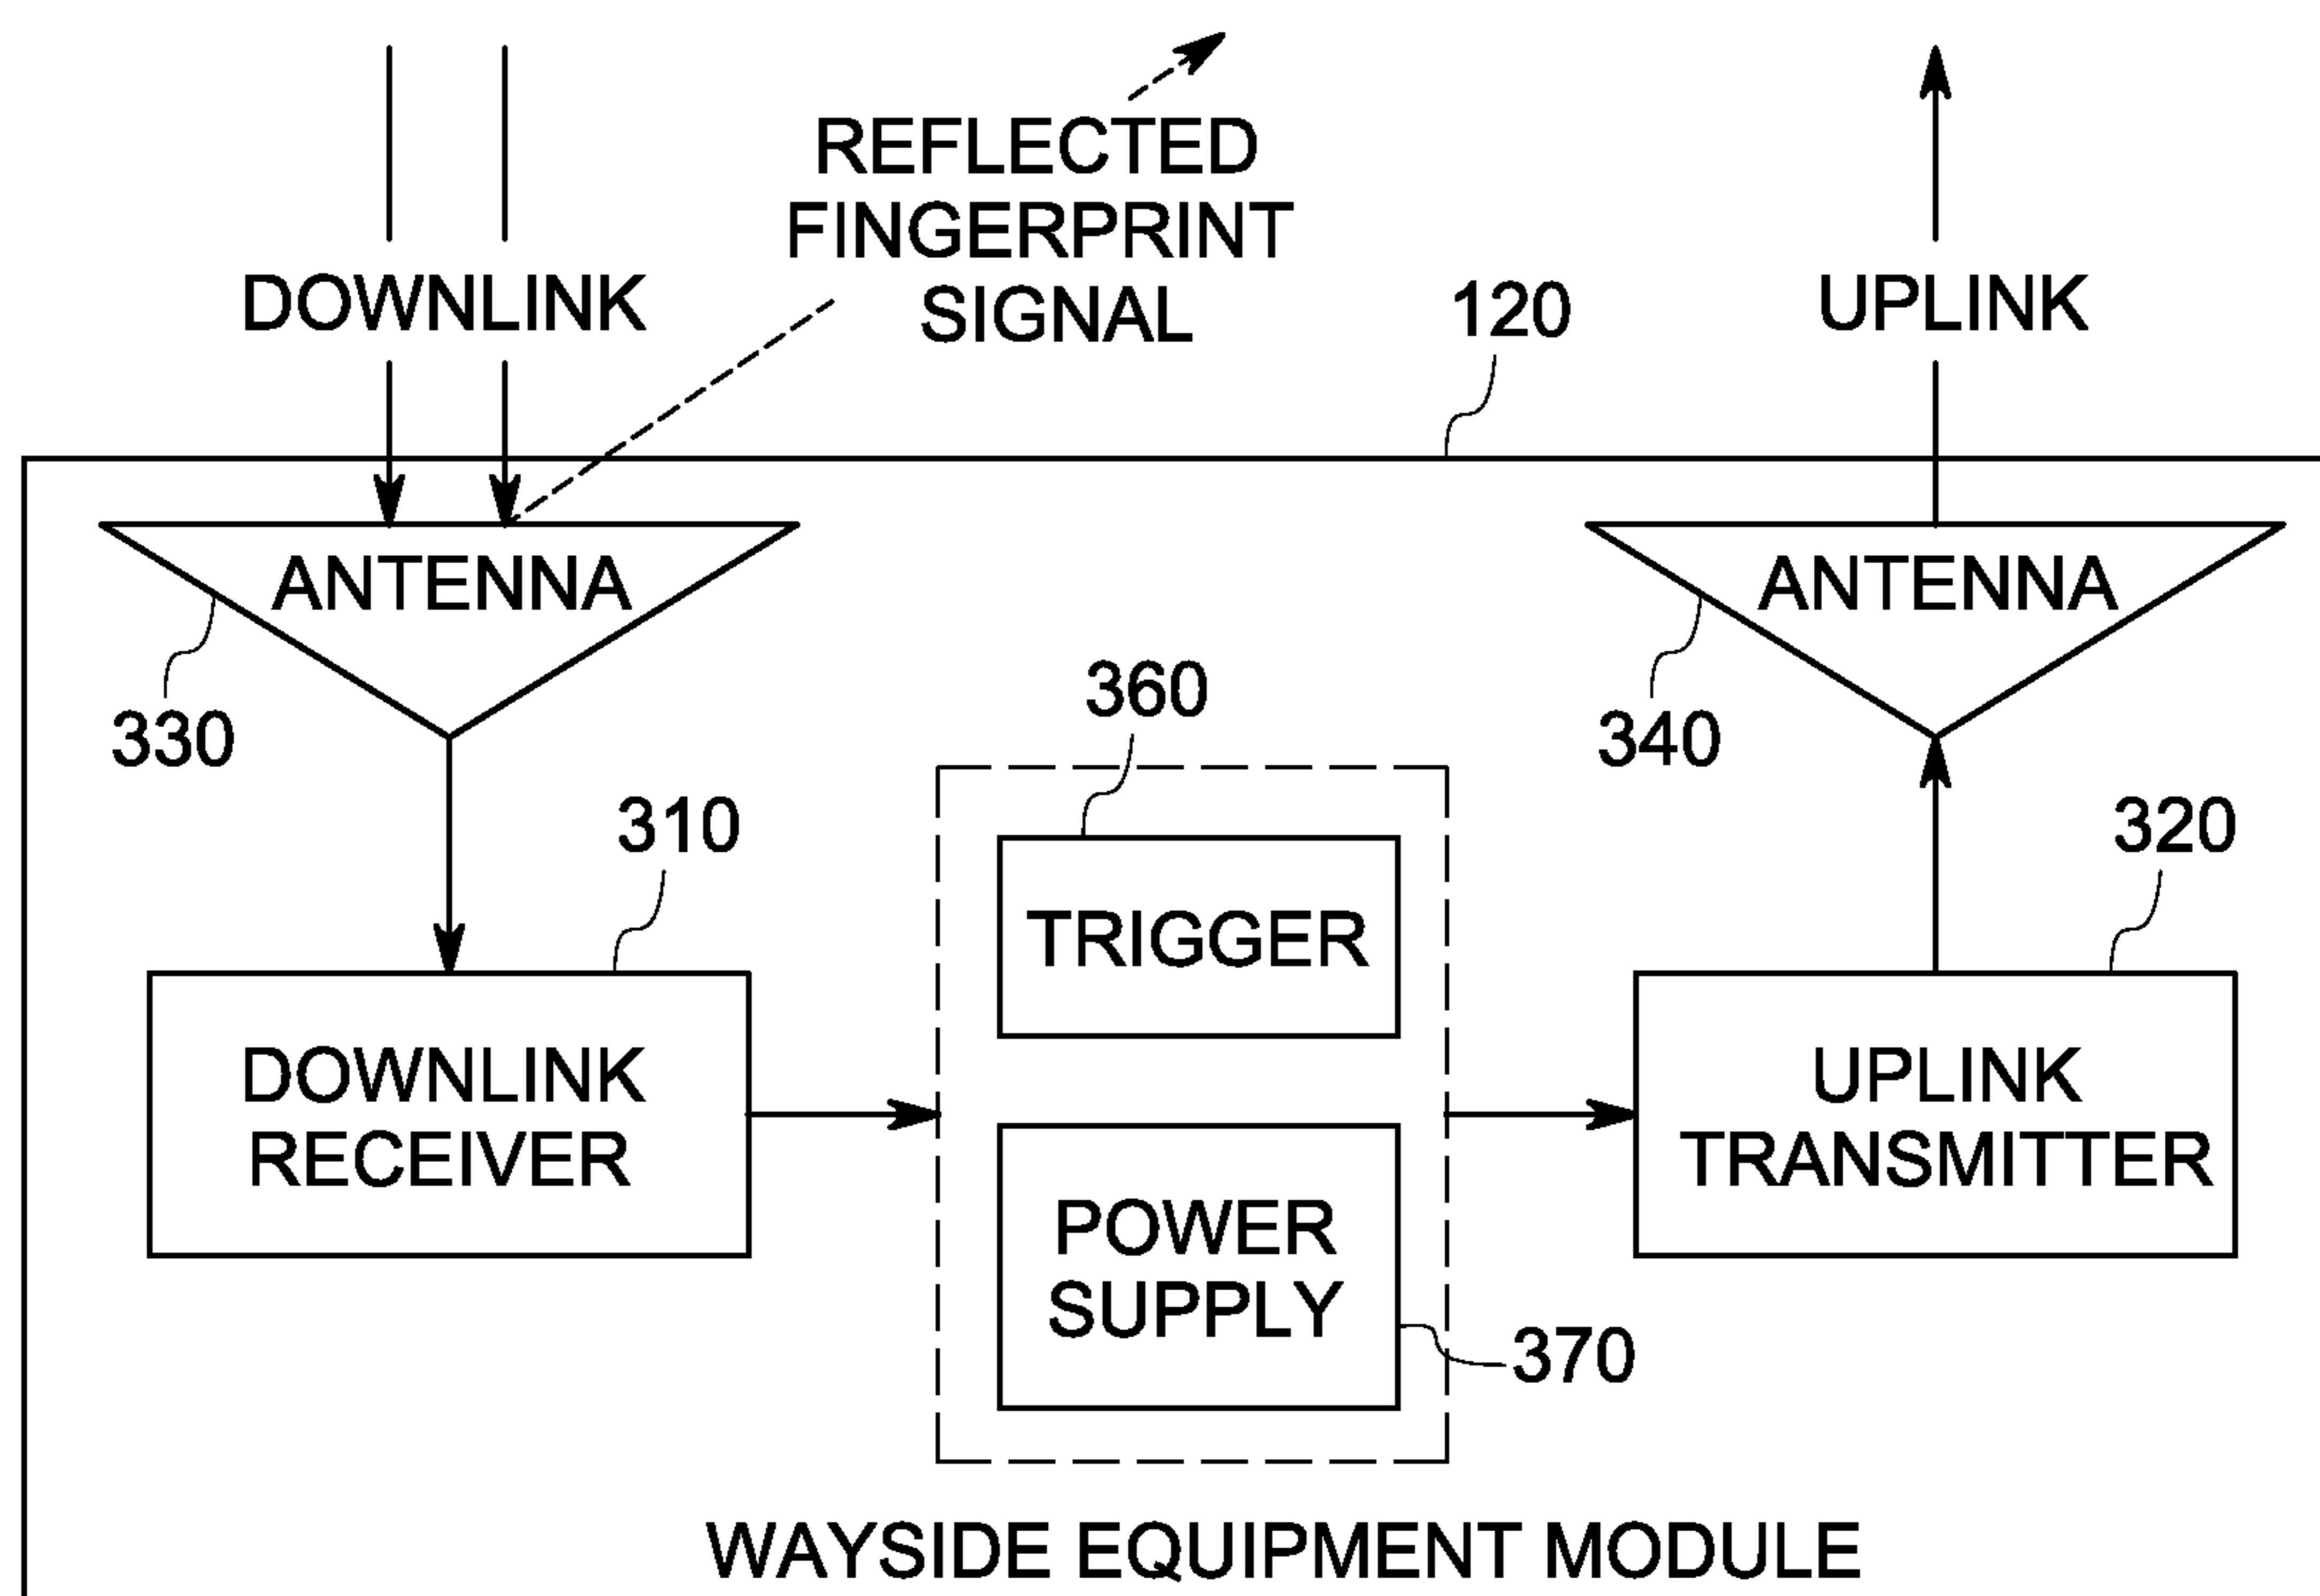 REFLECTED
FINGERPRINT
SIGNAL
DOWNLINK
120
UPLINK
ANTENNA
ANTENNA
330
360
340
310
320
TRIGGER
DOWNLINK
RECEIVER
UPLINK
TRANSMITTER
POWER
SUPPLY
370
WAYSIDE EQUIPMENT MODULE